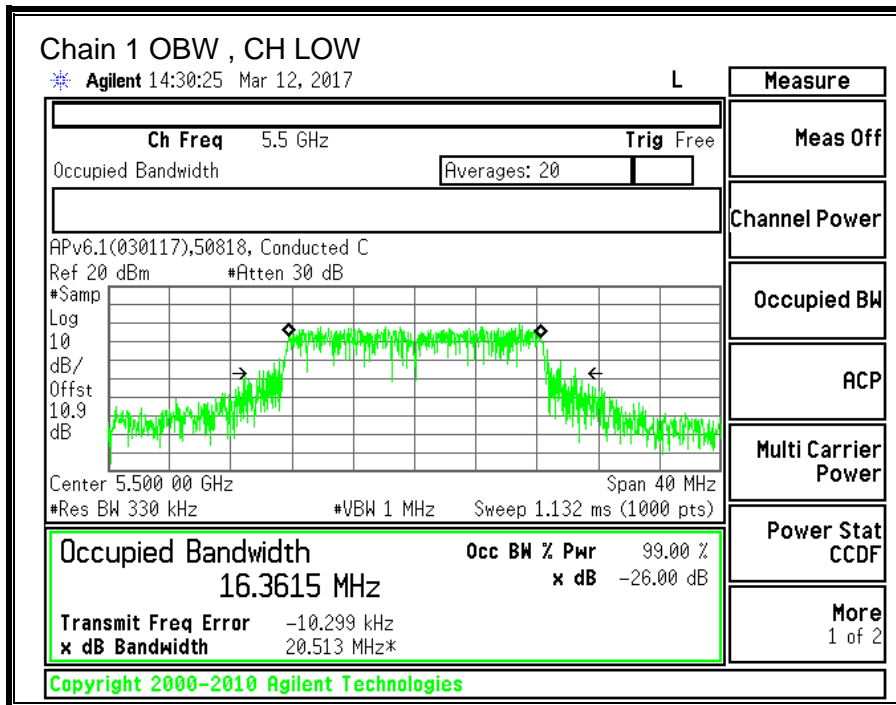 Chain 1 OBW , CH LOW
Agilent 14:30:25 Mar 12, 2017 L
Measure
Ch Freq 5.5 GHz Trig Free
Occupied Bandwidth Averages: 20
APv6.1(030117),50818, Conducted C
Ref 20 dBm #Atten 30 dB
#Samp
Log
10
dB/
Offst
10.9
dB
Center 5.500 00 GHz Span 40 MHz
#Res BW 330 kHz #VBW 1 MHz Sweep 1.132 ms (1000 pts)
Occupied Bandwidth
16.3615 MHz
Occ BW % Pwr 99.00 %
x dB -26.00 dB
Transmit Freq Error -10.299 kHz
x dB Bandwidth 20.513 MHz*
Copyright 2000-2010 Agilent Technologies
Meas Off
Channel Power
Occupied BW
ACP
Multi Carrier
Power
Power Stat
CCDF
More
1 of 2